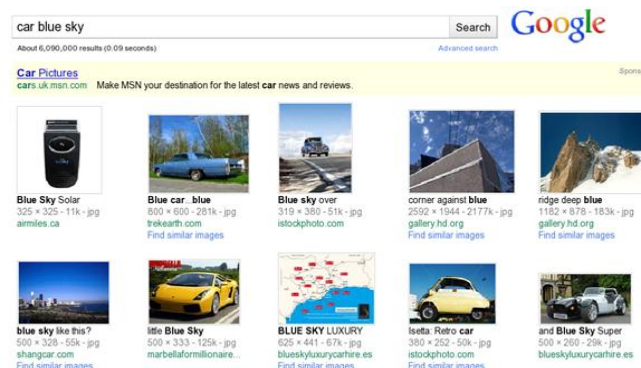 car blue sky
Search
Google
About 6,090,000 results (0.09 seconds)
Advanced search
Car Pictures
Spons
cars.uk.msn.com Make MSN your destination for the latest car news and reviews.
Blue Sky Solar
325 × 325 - 11k - jpg
airmiles.ca
Blue car...blue
800 × 600 - 281k - jpg
trekearth.com
Find similar images
Blue sky over
319 × 380 - 51k - jpg
istockphoto.com
corner against blue
2592 × 1944 - 2177k - jpg
gallery.hd.org
Find similar images
ridge deep blue
1182 × 878 - 183k - jpg
gallery.hd.org
Find similar images
blue sky like this?
500 × 328 - 55k - jpg
shangcar.com
Find similar images
little Blue Sky
500 × 333 - 125k - jpg
marbellaformillionaire...
BLUE SKY LUXURY
625 × 441 - 67k - jpg
blueskyluxurycarhire.es
Isetta: Retro car
380 × 252 - 50k - jpg
istockphoto.com
Find similar images
and Blue Sky Super
500 × 260 - 29k - jpg
blueskyluxurycarhire.es